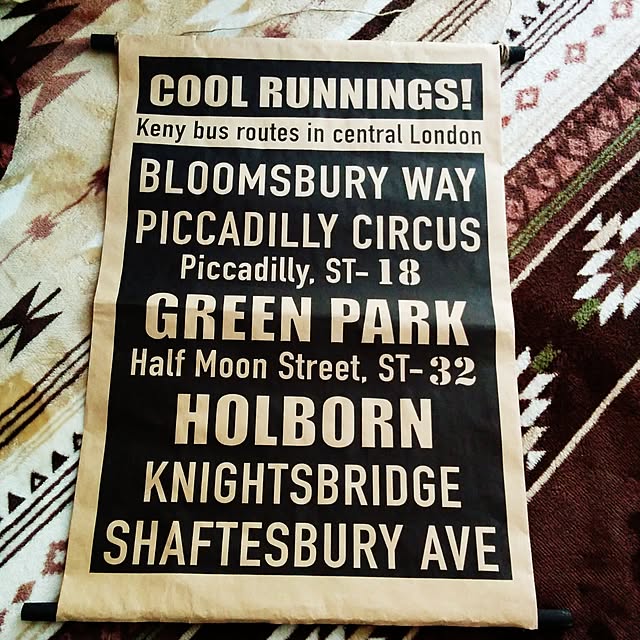 COOL RUNNINGS!
Keny bus routes in central London
BLOOMSBURY WAY
PICCADILLY CIRCUS
Piccadilly, ST-18
GREEN PARK
Half Moon Street, ST-32
HOLBORN
KNIGHTSBRIDGE
SHAFTESBURY AVE